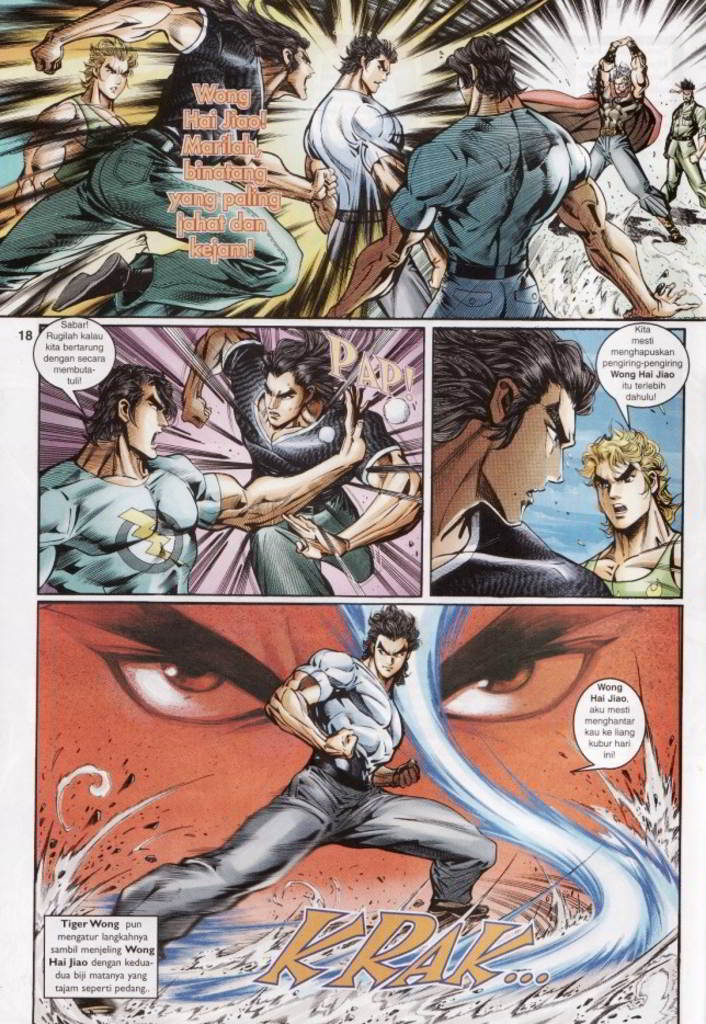 Wong
Hai Jiao!
Marilah,
binatang
yang paling
jahat dan
kejam!
18
Sabar!
Rugilah kalau
kita bertarung
dengan secara
membuta-
tuli!
PAP!
Kita
mesti
menghapuskan
pengiring-pengiring
Wong Hai Jiao
itu terlebih
dahulu!
Wong
Hai Jiao,
aku mesti
menghantar
kau ke liang
kubur hari
ini!
Tiger Wong pun
mengatur langkahnya
sambil menjeling Wong
Hai Jiao dengan kedua-
dua biji matanya yang
tajam seperti pedang..
KRAK...